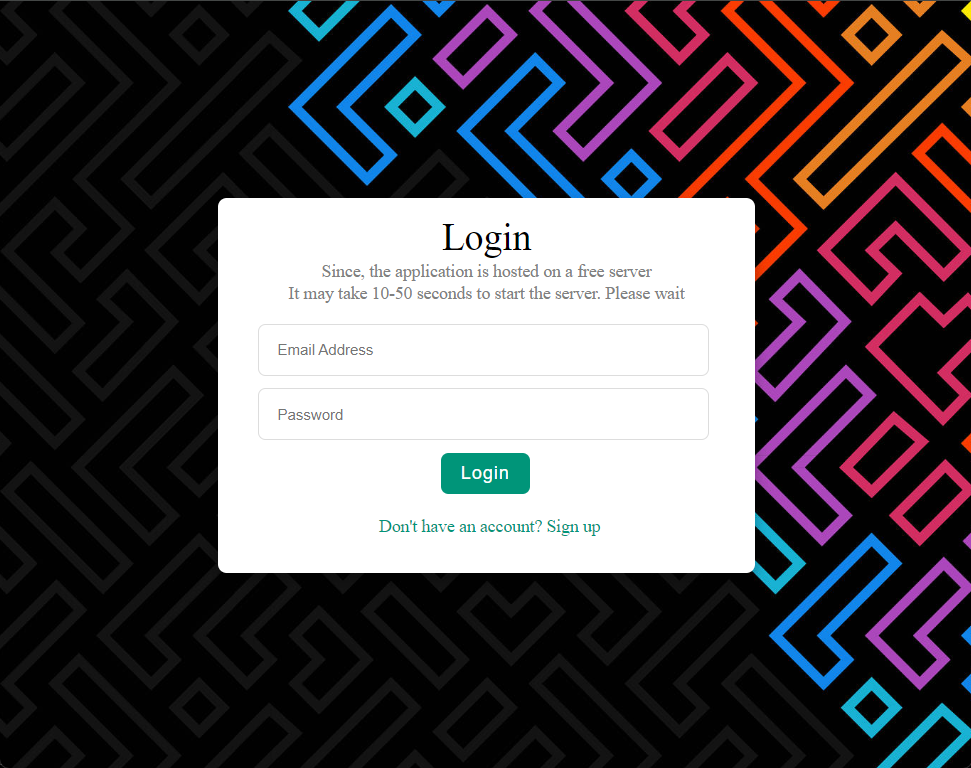 Login
Since, the application is hosted on a free server
It may take 10-50 seconds to start the server. Please wait
Email Address
Password
Login
Don't have an account? Sign up